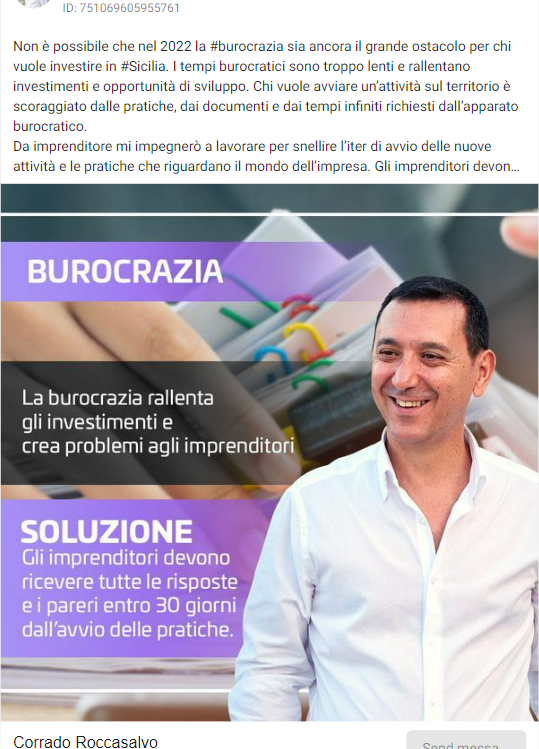 ID: 751069605955761
Non è possibile che nel 2022 la #burocrazia sia ancora il grande ostacolo per chi
vuole investire in #Sicilia. I tempi burocratici sono troppo lenti e rallentano
investimenti e opportunità di sviluppo. Chi vuole avviare un'attività sul territorio è
scoraggiato dalle pratiche, dai documenti e dai tempi infiniti richiesti dall'apparato
burocratico.
Da imprenditore mi impegnerò a lavorare per snellire l'iter di avvio delle nuove
attività e le pratiche che riguardano il mondo dell'impresa. Gli imprenditori devon...
BUROCRAZIA
La burocrazia rallenta
gli investimenti e
crea problemi agli imprenditori
SOLUZIONE
Gli imprenditori devono
ricevere tutte le risposte
e i pareri entro 30 giorni
dall'avvio delle pratiche.
Corrado Roccasalvo
Send messa...